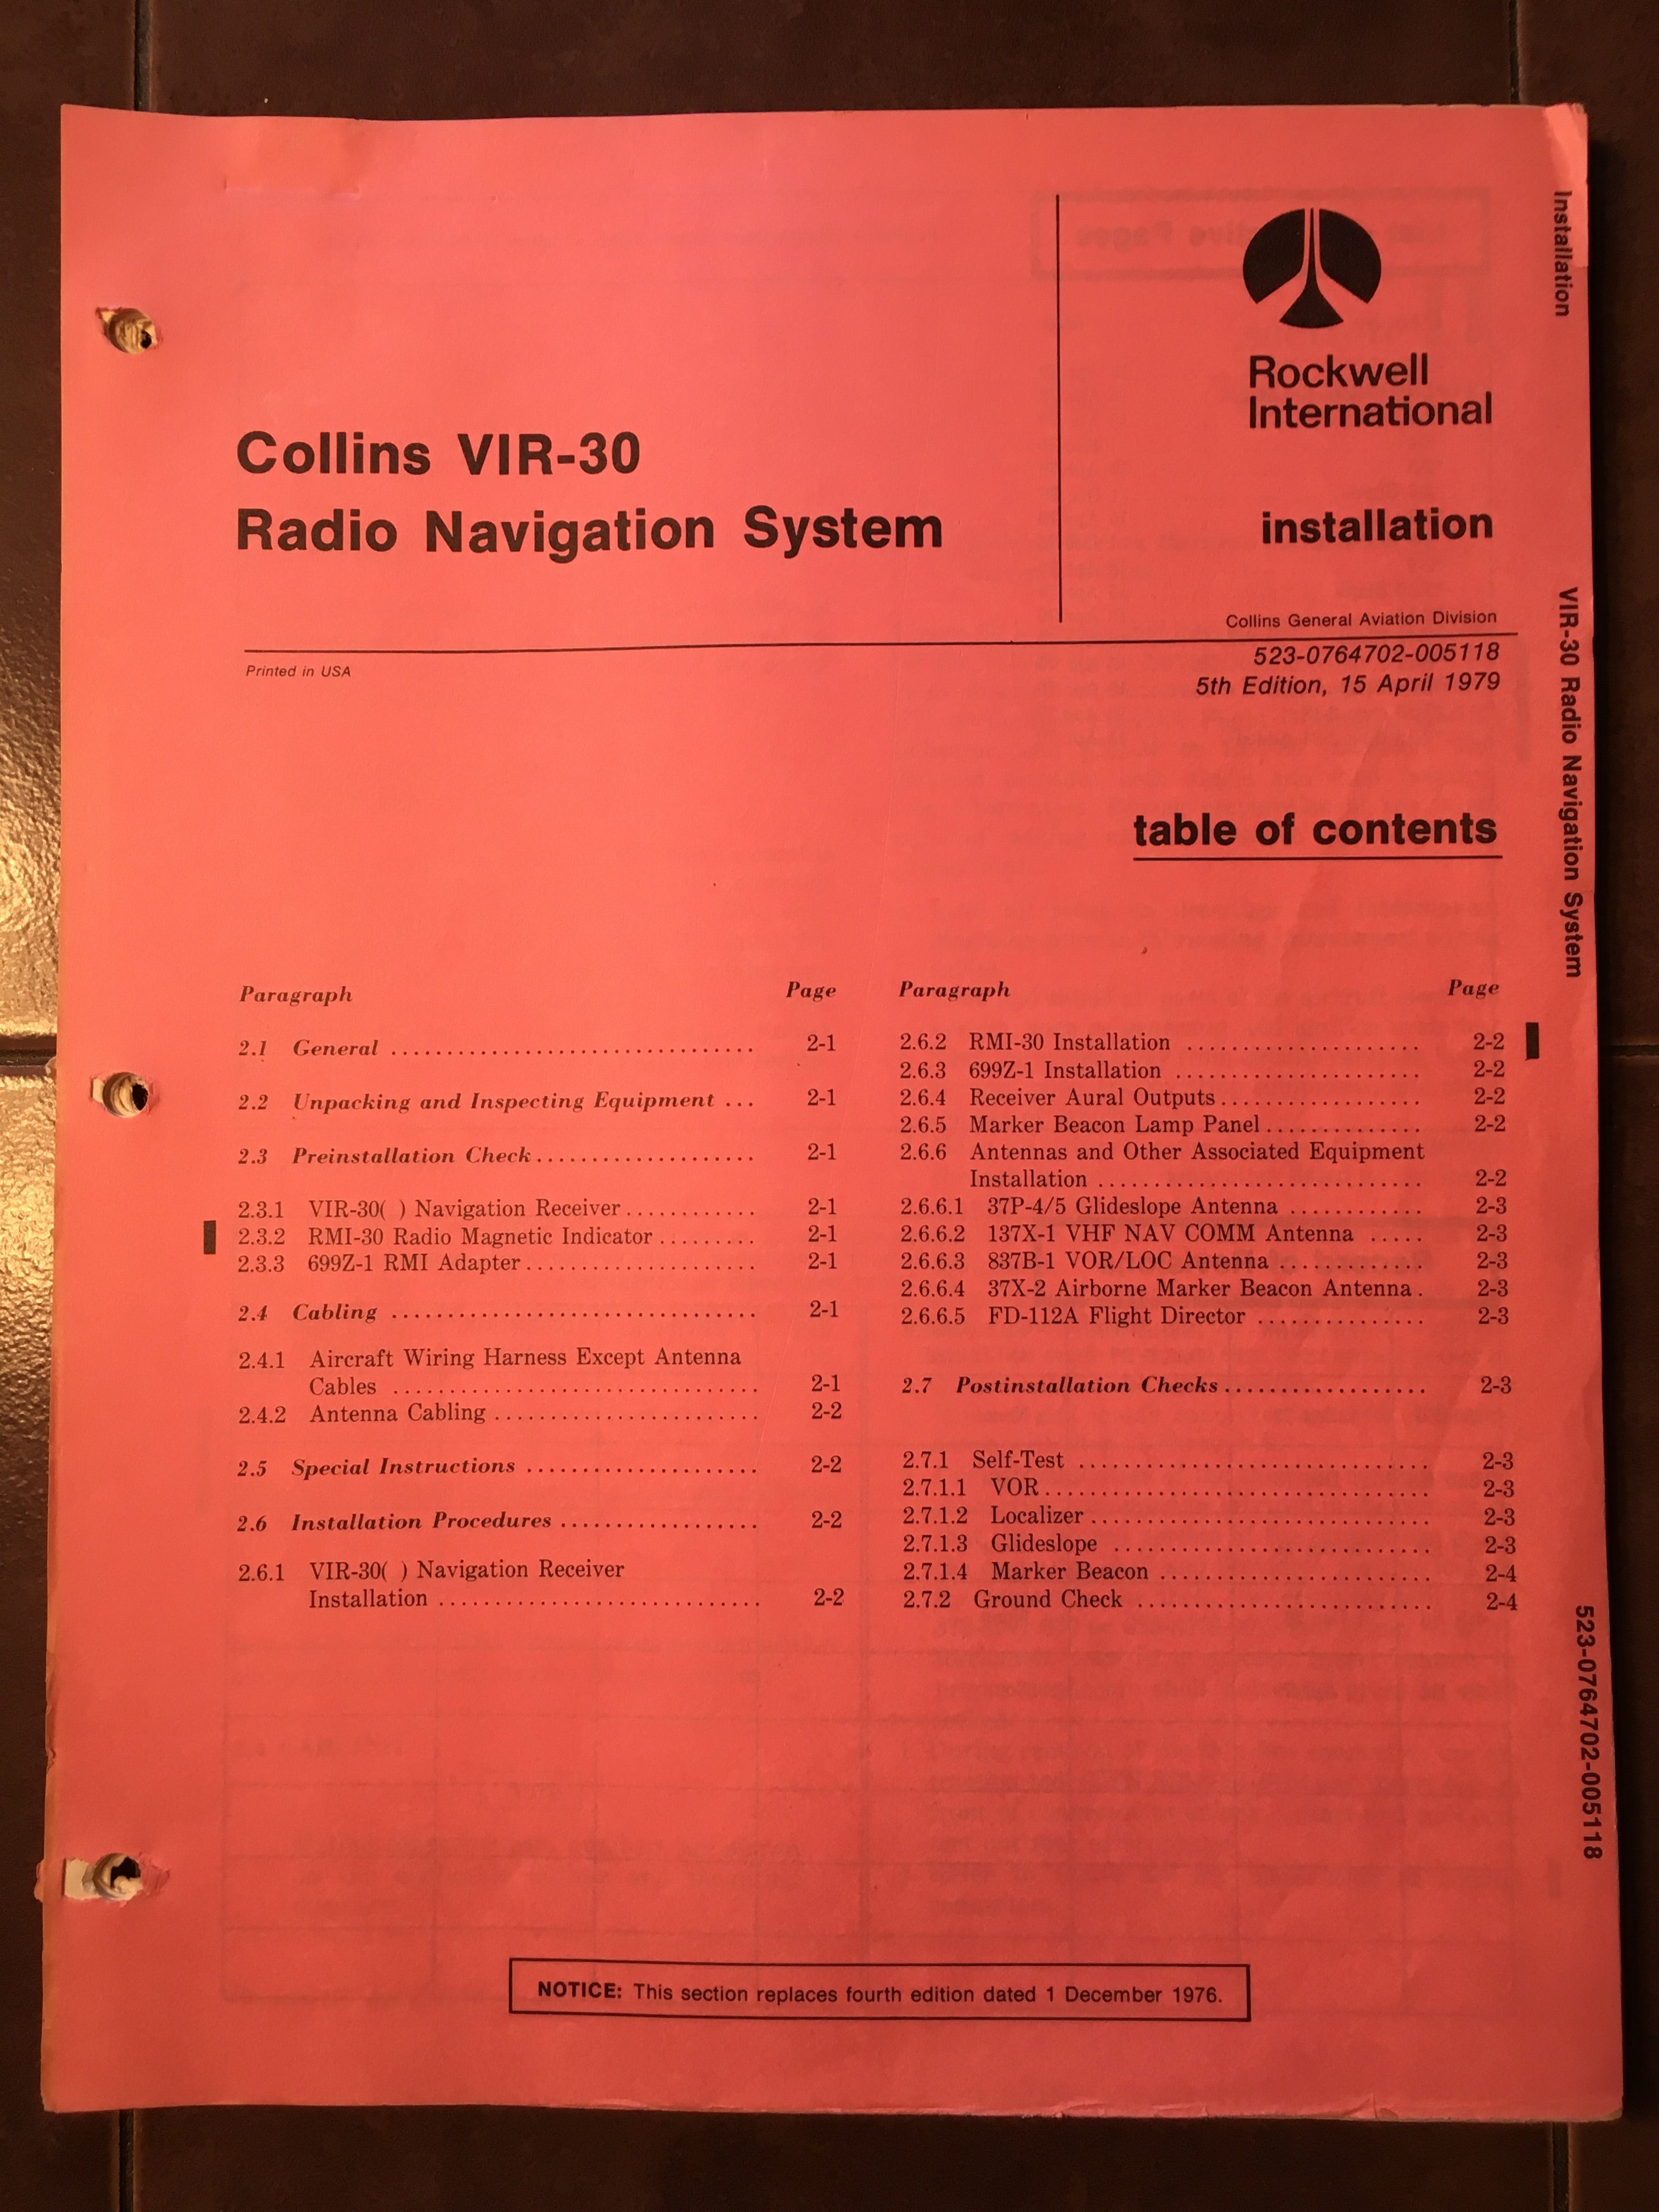 Rockwell
International
Collins VIR-30
Radio Navigation System
installation
Collins General Aviation Division
Printed in USA
523-0764702-005118
5th Edition, 15 April 1979
table of contents
Paragraph Page
2.1 General ................................ 2-1
2.2 Unpacking and Inspecting Equipment ... 2-1
2.3 Preinstallation Check.................... 2-1
2.3.1 VIR-30( ) Navigation Receiver............ 2-1
2.3.2 RMI-30 Radio Magnetic Indicator......... 2-1
2.3.3 699Z-1 RMI Adapter..................... 2-1
2.4 Cabling ................................ 2-1
2.4.1 Aircraft Wiring Harness Except Antenna
Cables ................................ 2-1
2.4.2 Antenna Cabling........................ 2-2
2.5 Special Instructions ..................... 2-2
2.6 Installation Procedures .................. 2-2
2.6.1 VIR-30( ) Navigation Receiver
Installation ............................. 2-2
Paragraph Page
2.6.2 RMI-30 Installation ..................... 2-2
2.6.3 699Z-1 Installation ...................... 2-2
2.6.4 Receiver Aural Outputs.................. 2-2
2.6.5 Marker Beacon Lamp Panel.............. 2-2
2.6.6 Antennas and Other Associated Equipment
Installation ............................ 2-2
2.6.6.1 37P-4/5 Glideslope Antenna ............ 2-3
2.6.6.2 137X-1 VHF NAV COMM Antenna ..... 2-3
2.6.6.3 837B-1 VOR/LOC Antenna ............. 2-3
2.6.6.4 37X-2 Airborne Marker Beacon Antenna. 2-3
2.6.6.5 FD-112A Flight Director ............... 2-3
2.7 Postinstallation Checks.................. 2-3
2.7.1 Self-Test ............................... 2-3
2.7.1.1 VOR.................................. 2-3
2.7.1.2 Localizer.............................. 2-3
2.7.1.3 Glideslope ............................ 2-3
2.7.1.4 Marker Beacon ........................ 2-4
2.7.2 Ground Check .......................... 2-4
NOTICE: This section replaces fourth edition dated 1 December 1976.
Installation
VIR-30 Radio Navigation System
523-0764702-005118